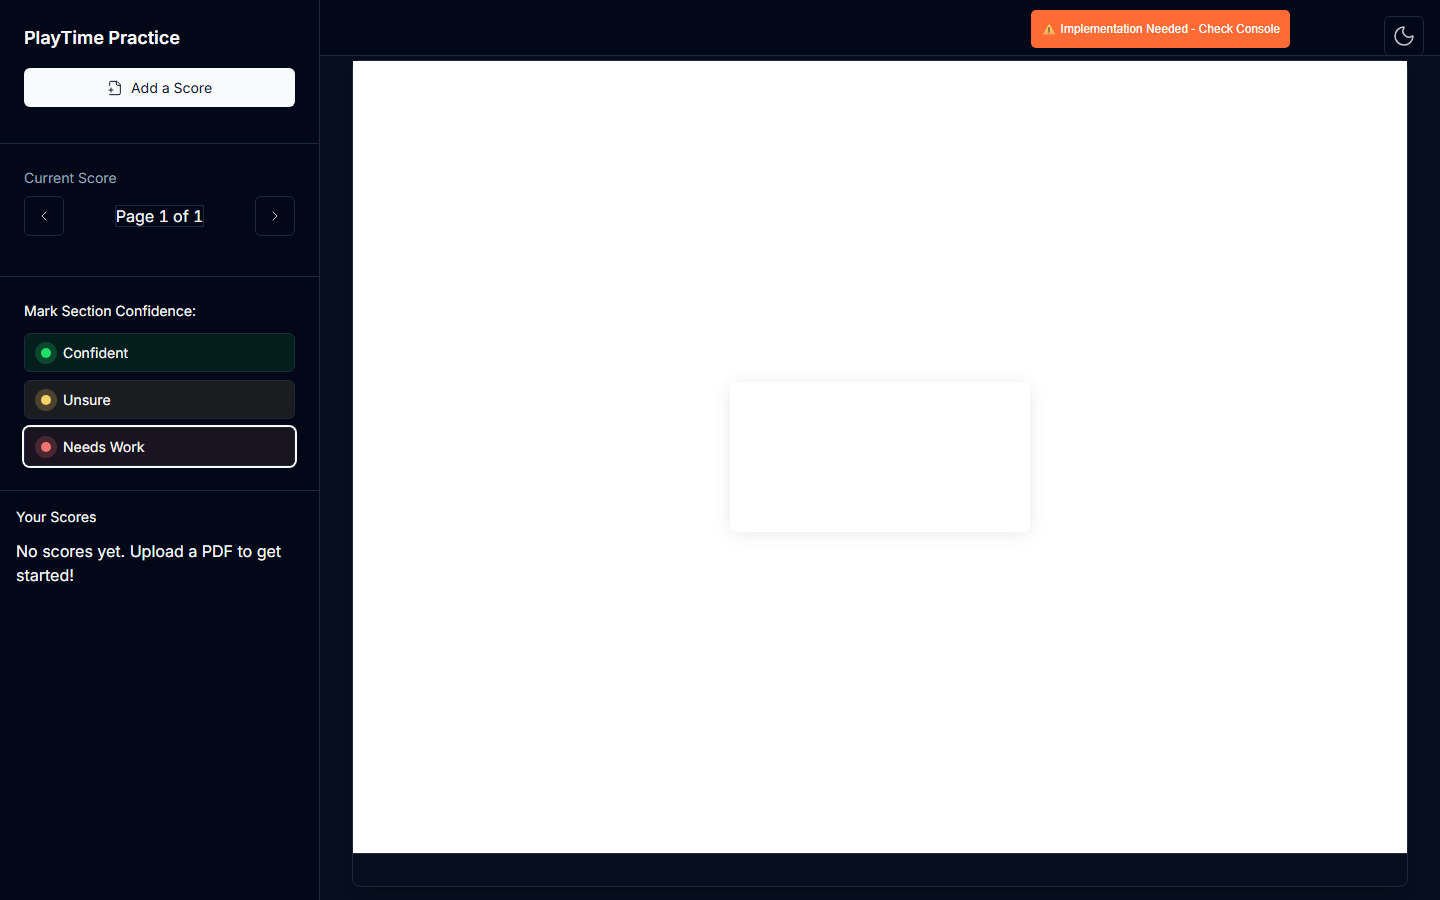 PlayTime Practice
⚠️ Implementation Needed - Check Console
Add a Score
Current Score
Page 1 of 1
Mark Section Confidence:
Confident
Unsure
Needs Work
Your Scores
No scores yet. Upload a PDF to get
started!